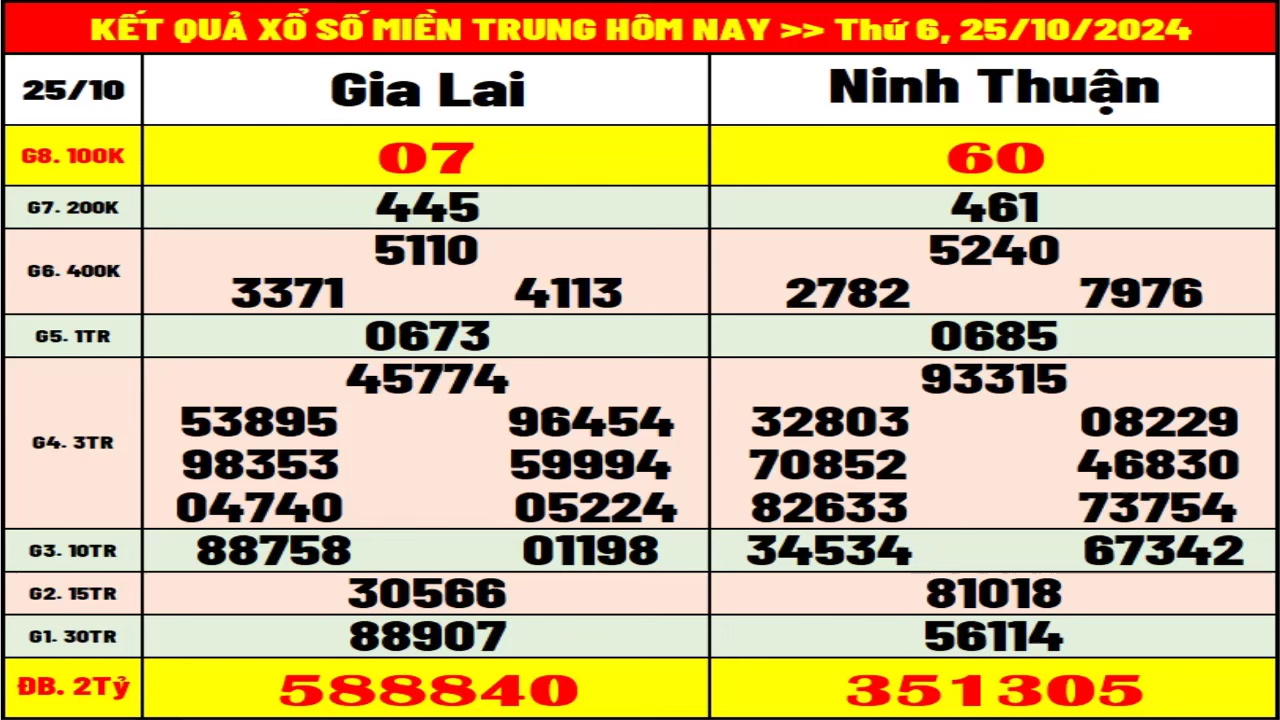 KẾT QUẢ XỔ SỐ MIỀN TRUNG HÔM NAY >> Thứ 6, 25/10/2024
25/10 Gia Lai Ninh Thuận
G8. 100K 07 60
G7. 200K 445 461
G6. 400K
5110 5240
3371 4113 2782 7976
G5. 1TR 0673 0685
G4. 3TR
45774 93315
53895 96454 32803 08229
98353 59994 70852 46830
04740 05224 82633 73754
G3. 10TR 88758 01198 34534 67342
G2. 15TR 30566 81018
G1. 30TR 88907 56114
ĐB. 2Tỷ 588840 351305